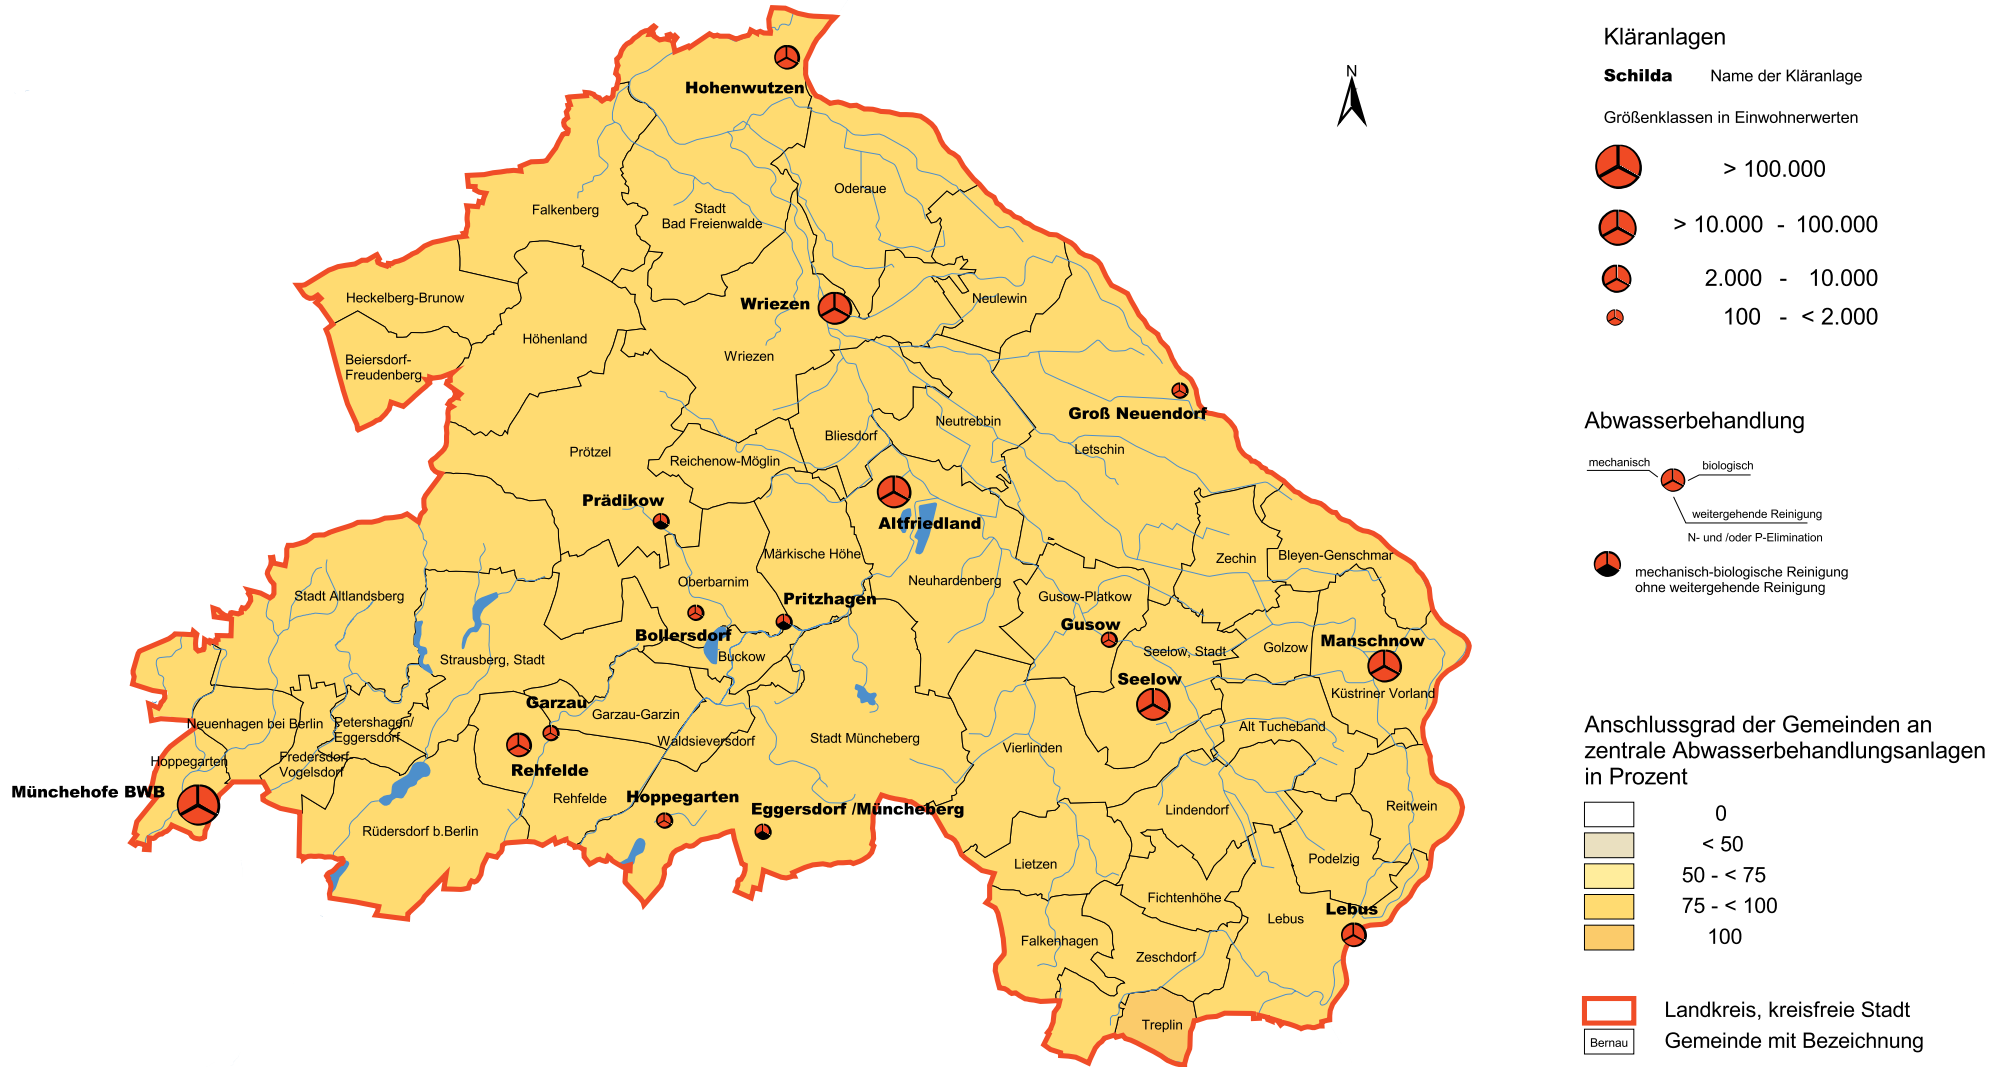 Hohenwutzen
Oderaue
Falkenberg
Stadt
Bad Freienwalde
Heckelberg-Brunow
Wriezen
Neulewin
Höhenland
Wriezen
Beiersdorf-
Freudenberg
Groß Neuendorf
Neutrebbin
Bliesdorf
Letschin
Prötzel
Reichenow-Möglin
Prädikow
Altfriedland
Märkische Höhe
Zechin
Bleyen-Genschmar
Oberbarnim
Neuhardenberg
Stadt Altlandsberg
Pritzhagen
Gusow-Platkow
Gusow
Bollersdorf
Buckow
Seelow, Stadt
Golzow
Manschnow
Strausberg, Stadt
Seelow
Küstriner Vorland
Garzau
Garzau-Garzin
Neuenhagen bei Berlin
Petershagen/
Eggersdorf
Alt Tucheband
Waldsieversdorf
Stadt Müncheberg
Vierlinden
Fredersdorf
Vogelsdorf
Hoppegarten
Rehfelde
Münchehofe BWB
Rehfelde
Hoppegarten
Eggersdorf /Müncheberg
Lindendorf
Reitwein
Rüdersdorf b.Berlin
Lietzen
Podelzig
Fichtenhöhe
Lebus
Lebus
Falkenhagen
Zeschdorf
Treplin
N
Kläranlagen
Schilda Name der Kläranlage
Größenklassen in Einwohnerwerten
> 100.000
> 10.000 - 100.000
2.000 - 10.000
100 - < 2.000
Abwasserbehandlung
mechanisch
biologisch
weitergehende Reinigung
N- und /oder P-Elimination
mechanisch-biologische Reinigung
ohne weitergehende Reinigung
Anschlussgrad der Gemeinden an
zentrale Abwasserbehandlungsanlagen
in Prozent
0
< 50
50 - < 75
75 - < 100
100
Landkreis, kreisfreie Stadt
Bernau Gemeinde mit Bezeichnung